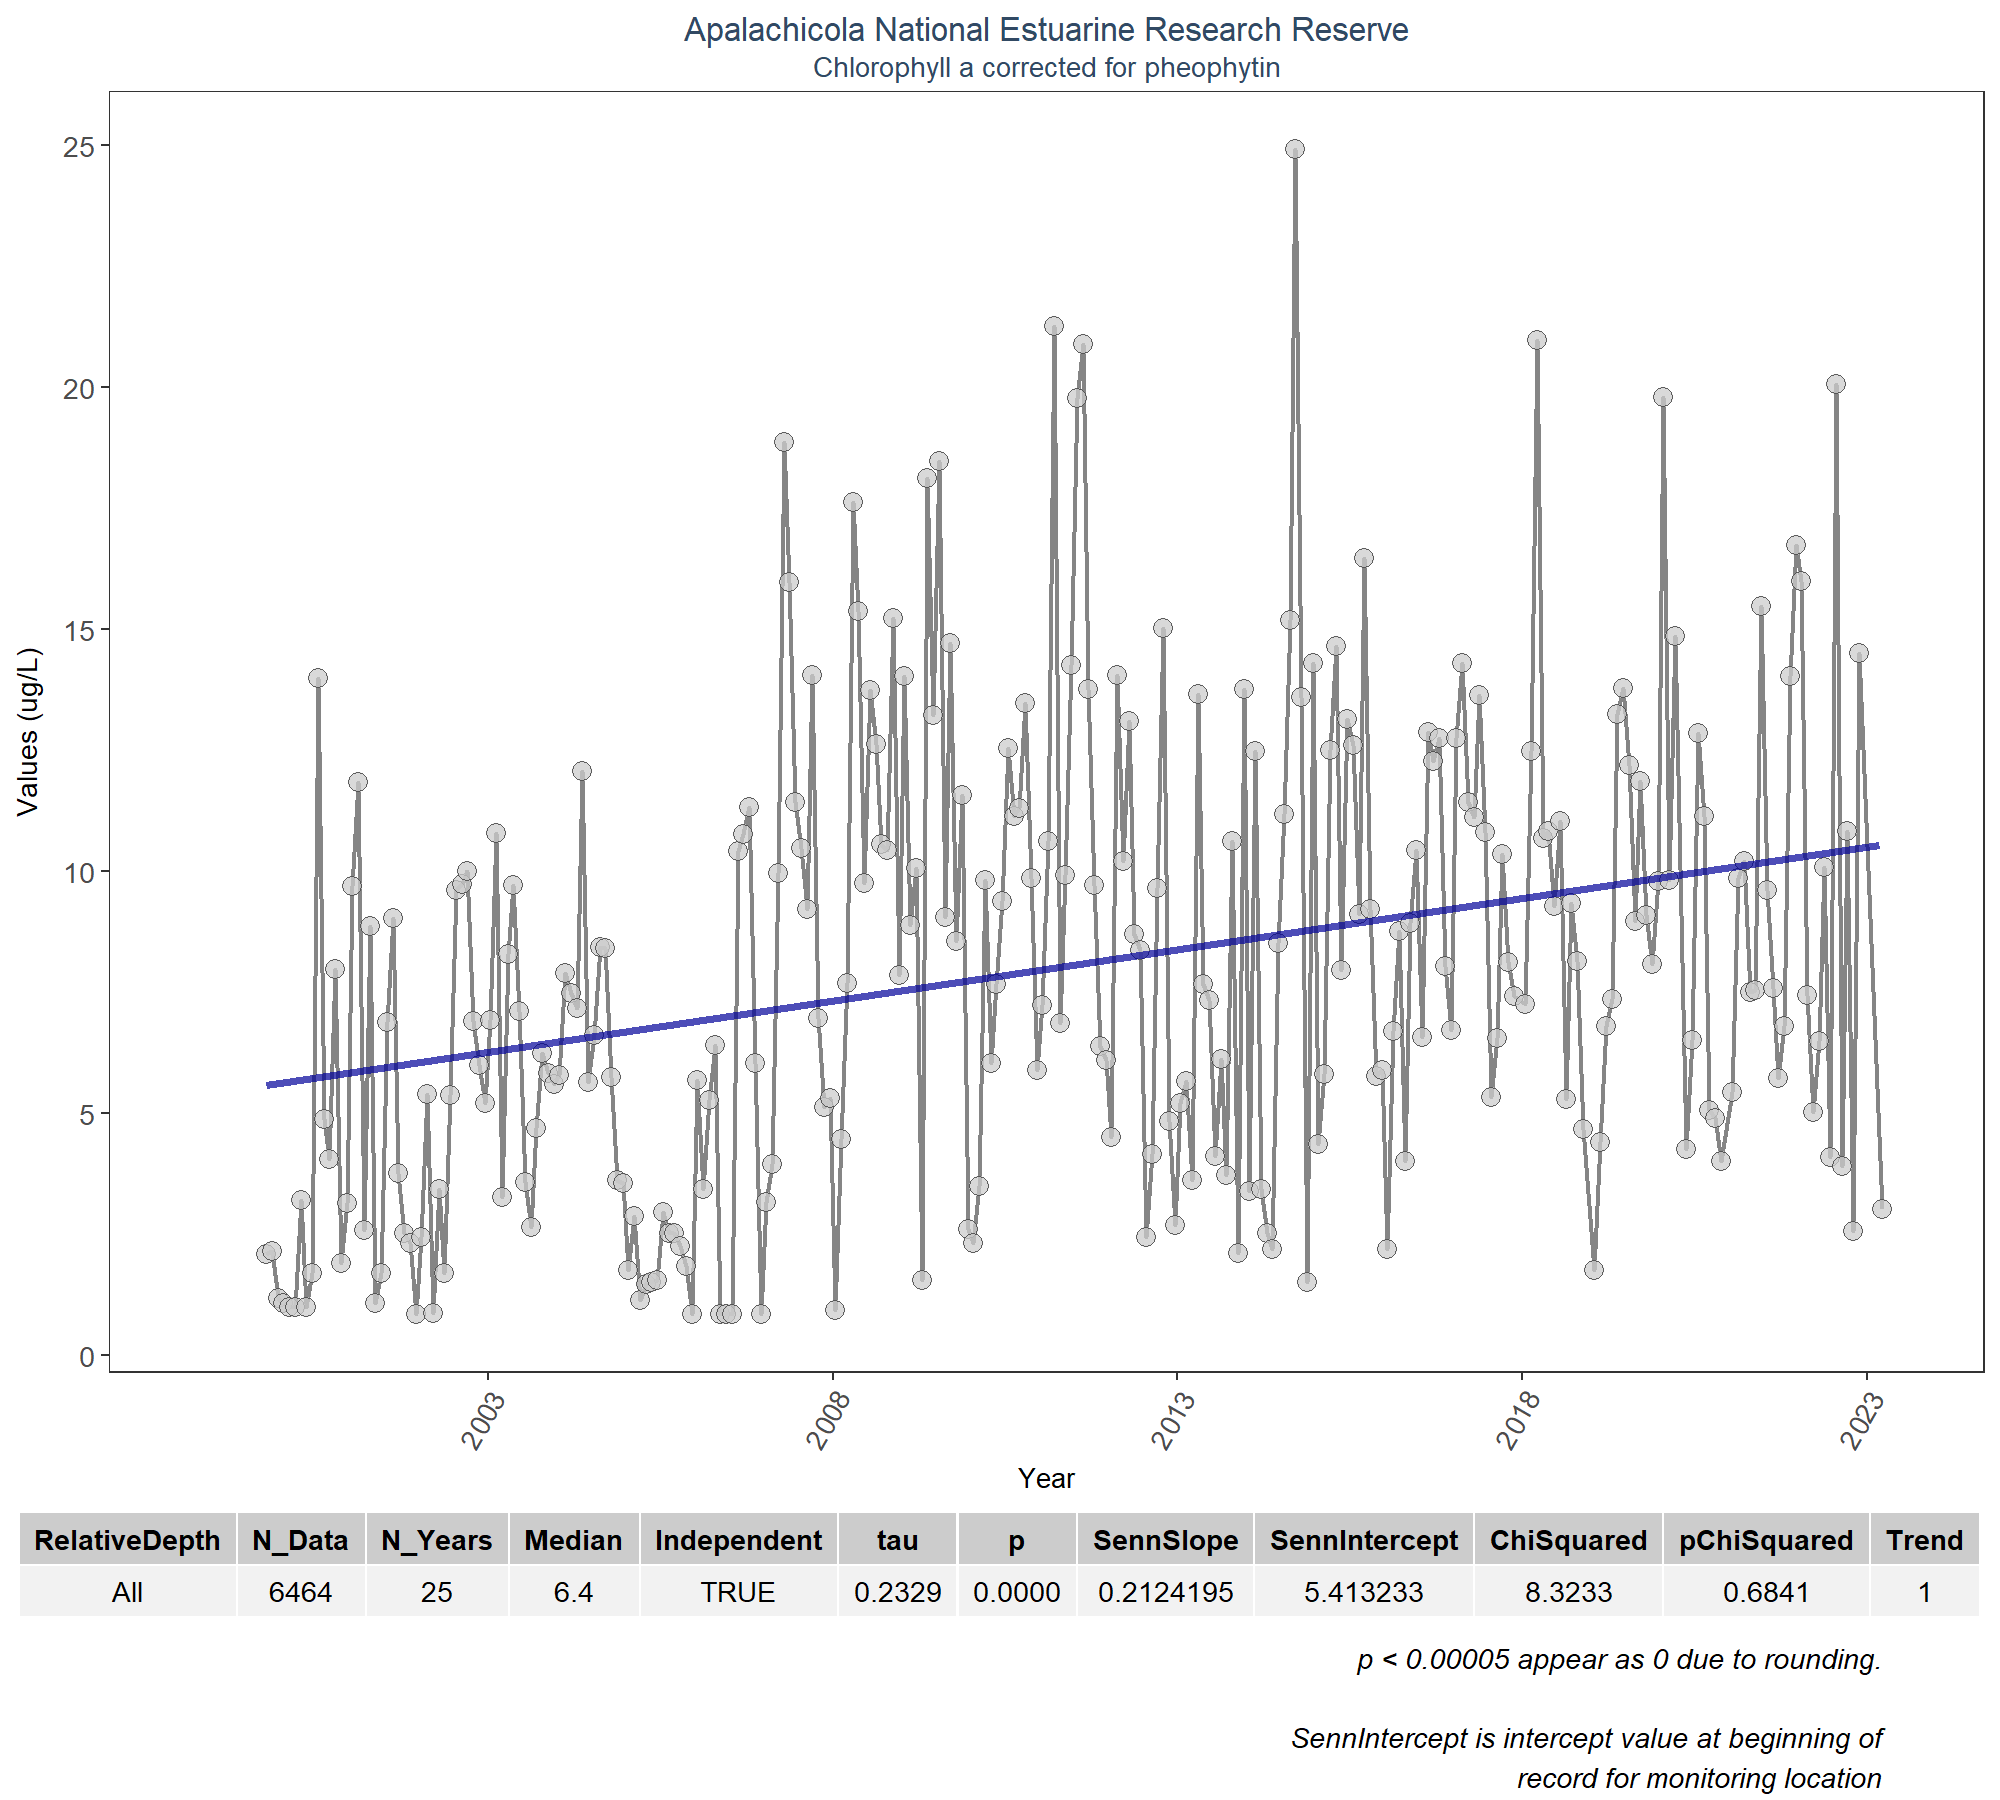 Apalachicola National Estuarine Research Reserve
Chlorophyll a corrected for pheophytin
25
20
15
10
5
0
Values (ug/L)
2003
2008
2013
2018
2023
Year
RelativeDepth N_Data N_Years Median Independent tau p SennSlope SennIntercept ChiSquared pChiSquared Trend
All 6464 25 6.4 TRUE 0.2329 0.0000 0.2124195 5.413233 8.3233 0.6841 1
p < 0.00005 appear as 0 due to rounding.
SennIntercept is intercept value at beginning of
record for monitoring location